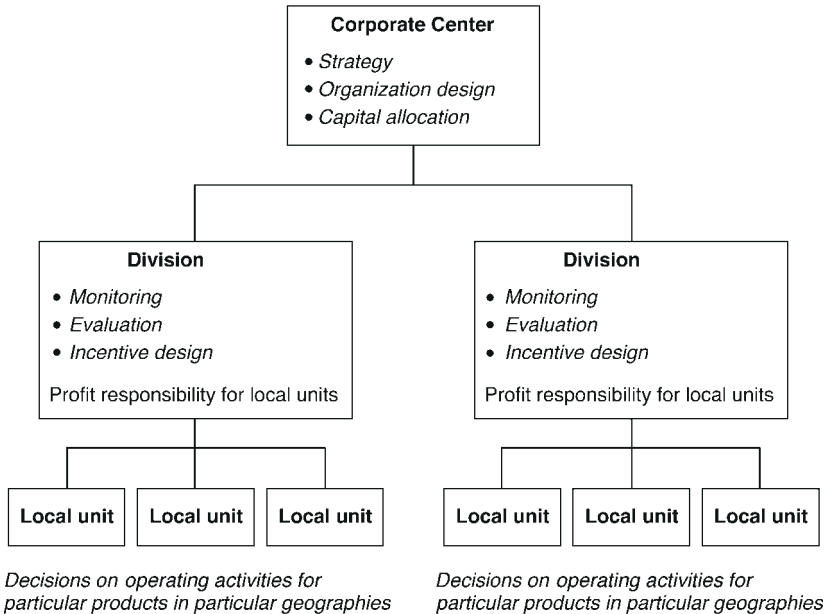 Corporate Center
• Strategy
• Organization design
• Capital allocation
Division
• Monitoring
• Evaluation
• Incentive design
Profit responsibility for local units
Division
• Monitoring
• Evaluation
• Incentive design
Profit responsibility for local units
Local unit
Local unit
Local unit
Local unit
Local unit
Local unit
Decisions on operating activities for
particular products in particular geographies
Decisions on operating activities for
particular products in particular geographies